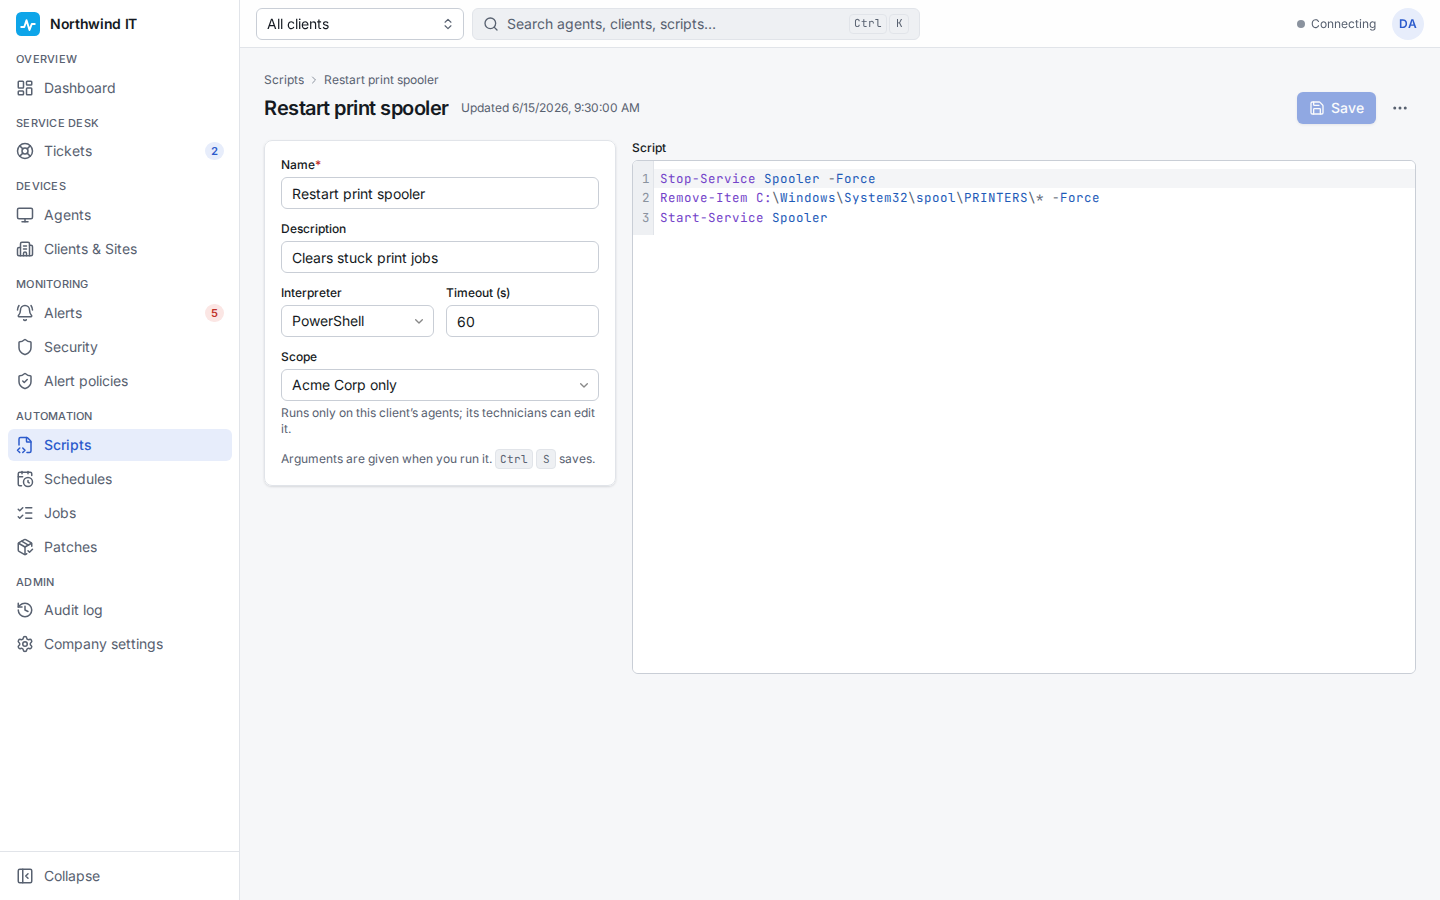 Northwind IT
All clients
Search agents, clients, scripts...
Ctrl K
Connecting
DA
OVERVIEW
Dashboard
SERVICE DESK
Tickets
2
DEVICES
Agents
Clients & Sites
MONITORING
Alerts
5
Security
Alert policies
AUTOMATION
Scripts
Schedules
Jobs
Patches
ADMIN
Audit log
Company settings
Collapse
Scripts > Restart print spooler
Restart print spooler
Updated 6/15/2026, 9:30:00 AM
Save
Name*
Restart print spooler
Description
Clears stuck print jobs
Interpreter
Timeout (s)
PowerShell
60
Scope
Acme Corp only
Runs only on this client's agents; its technicians can edit
it.
Arguments are given when you run it. Ctrl S saves.
Script
1 Stop-Service Spooler -Force
2 Remove-Item C:\Windows\System32\spool\PRINTERS\* -Force
3 Start-Service Spooler